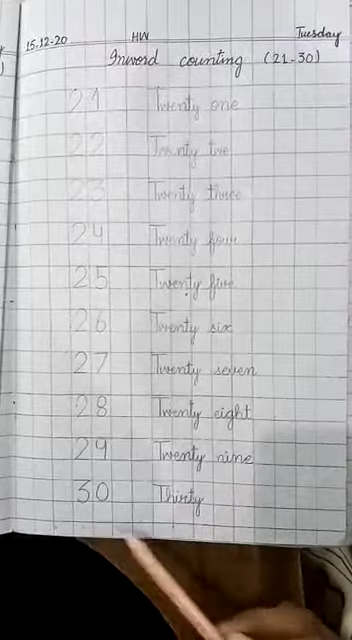 15.12-20 HW Tuesday
Inword counting (21-30)
21 Twenty one
22 Twenty two
23 Twenty three
24 Twenty four
25 Twenty five
26 Twenty six
27 Twenty seven
28 Twenty eight
29 Twenty nine
30 Thirty